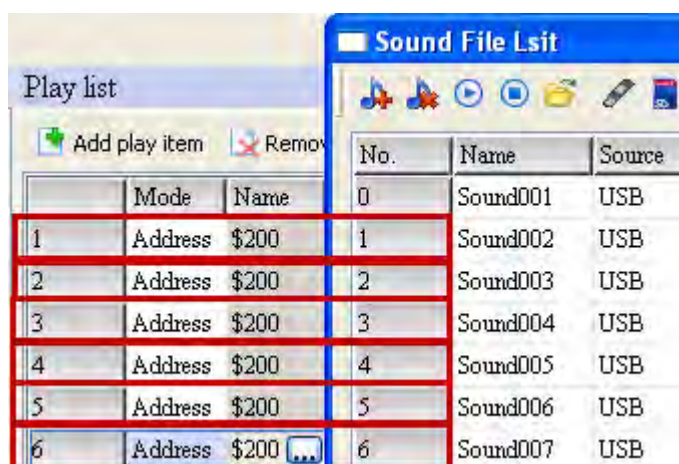 Sound File Lsit
Play list
Add play item Remov
SD
No. Name Source
Mode Name
0 Sound001 USB
1 Address $200 1 Sound002 USB
2 Address $200 2 Sound003 USB
3 Address $200 3 Sound004 USB
4 Address $200 4 Sound005 USB
5 Address $200 5 Sound006 USB
6 Address $200 ... 6 Sound007 USB